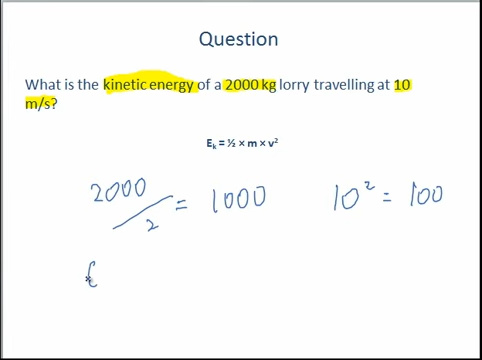 Question
What is the kinetic energy of a 2000 kg lorry travelling at 10
m/s?
Eₖ = ½ × m × v²
2000/2 = 1000 10² = 100